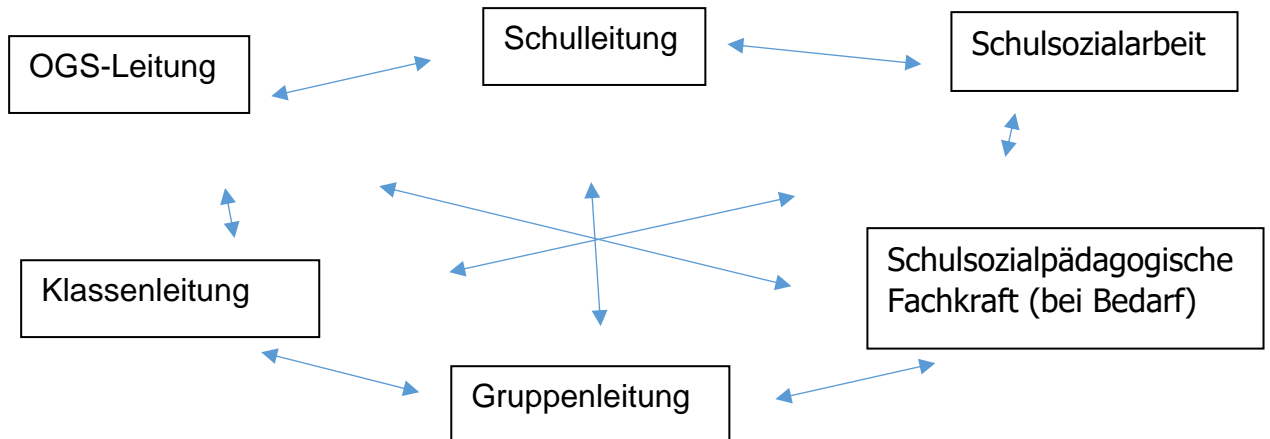 OGS-Leitung
Schulleitung
Schulsozialarbeit
Klassenleitung
Schulsozialpädagogische
Fachkraft (bei Bedarf)
Gruppenleitung